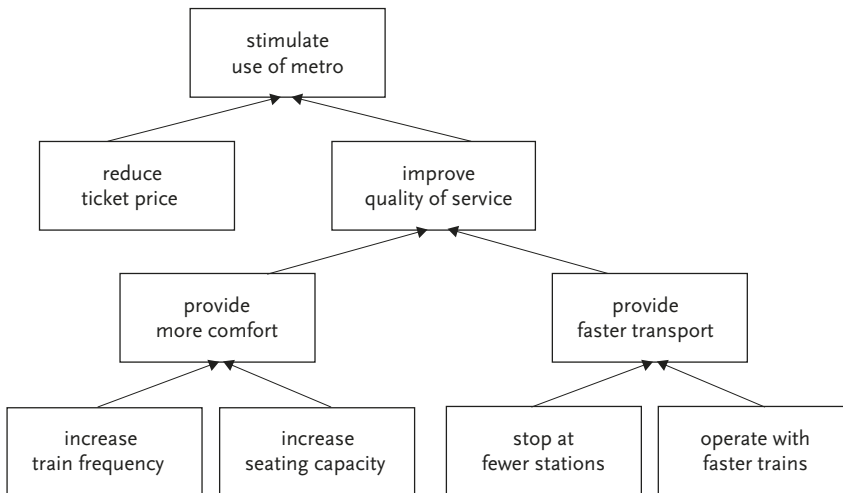 stimulate
use of metro
reduce
ticket price
improve
quality of service
provide
more comfort
provide
faster transport
increase
train frequency
increase
seating capacity
stop at
fewer stations
operate with
faster trains